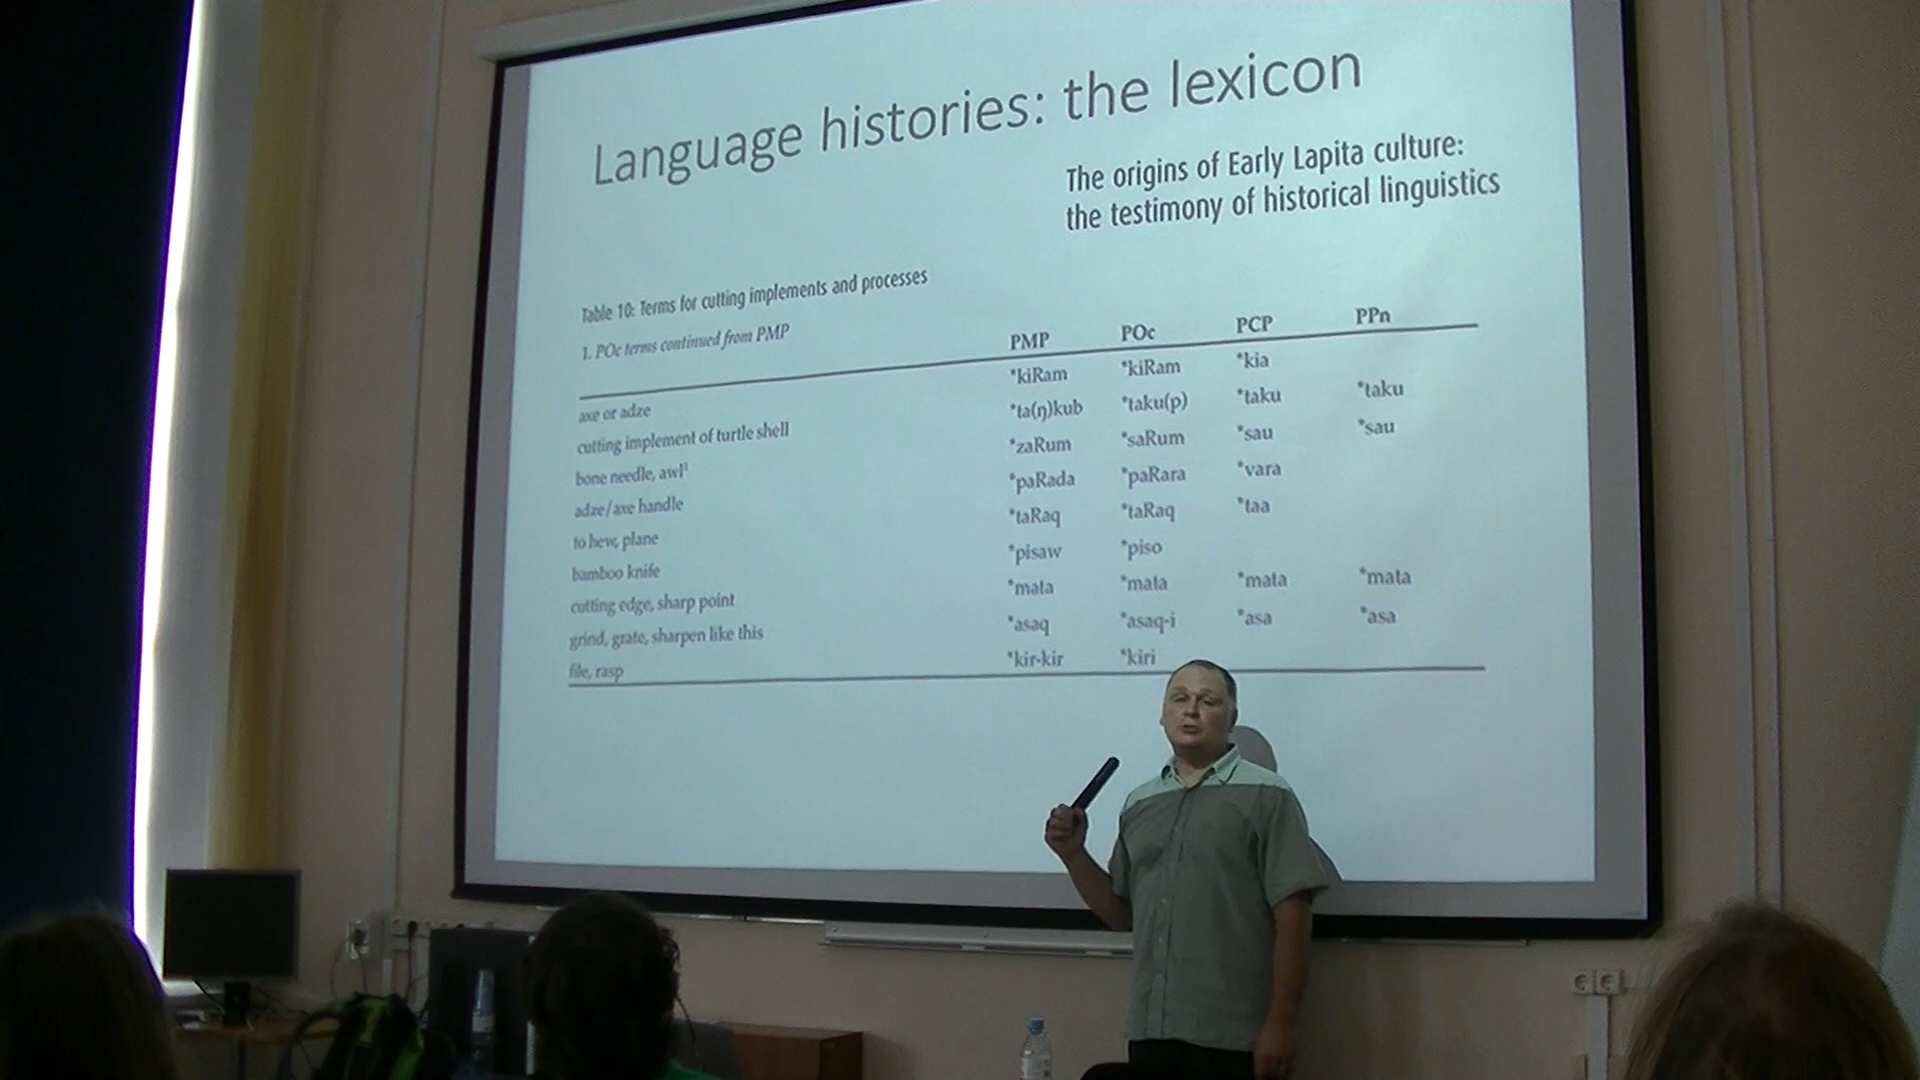 Language histories: the lexicon
The origins of Early Lapita culture:
the testimony of historical linguistics
Table 10: Terms for cutting implements and processes
1. POc terms continued from PMP
PMP POc PCP PPn
axe or adze *kiRam *kiRam *kia
cutting implement of turtle shell *ta(ŋ)kub *taku(p) *taku *taku
bone needle, awl¹ *zaRum *saRum *sau *sau
adze/axe handle *paRada *paRara *vara
to hew, plane *taRaq *taRaq *taa
bamboo knife *pisaw *piso
cutting edge, sharp point *mata *mata *mata *mata
grind, grate, sharpen like this *asaq *asaq-i *asa *asa
file, rasp *kir-kir *kiri